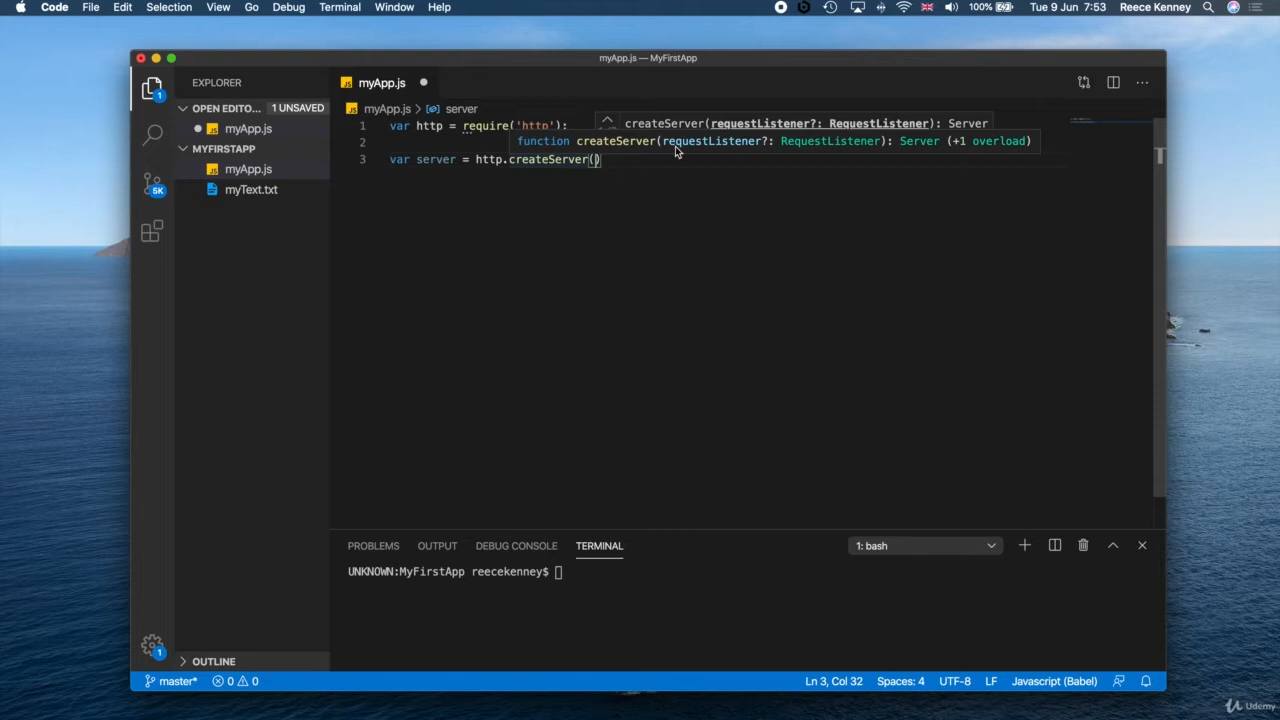 Code File Edit Selection View Go Debug Terminal Window Help 100% Tue 9 Jun 7:53 Reece Kenney
myApp.js — MyFirstApp
EXPLORER
myApp.js
OPEN EDITO... 1 UNSAVED
myApp.js > server
myApp.js
1 var http = require('http');
createServer(requestListener?: RequestListener): Server
function createServer(requestListener?: RequestListener): Server (+1 overload)
MYFIRSTAPP
2
3 var server = http.createServer()
myApp.js
myText.txt
1
5K
PROBLEMS OUTPUT DEBUG CONSOLE TERMINAL 1: bash
UNKNOWN:MyFirstApp reecekenney$
1
OUTLINE
master* 0 0 Ln 3, Col 32 Spaces: 4 UTF-8 LF Javascript (Babel)
Udemy